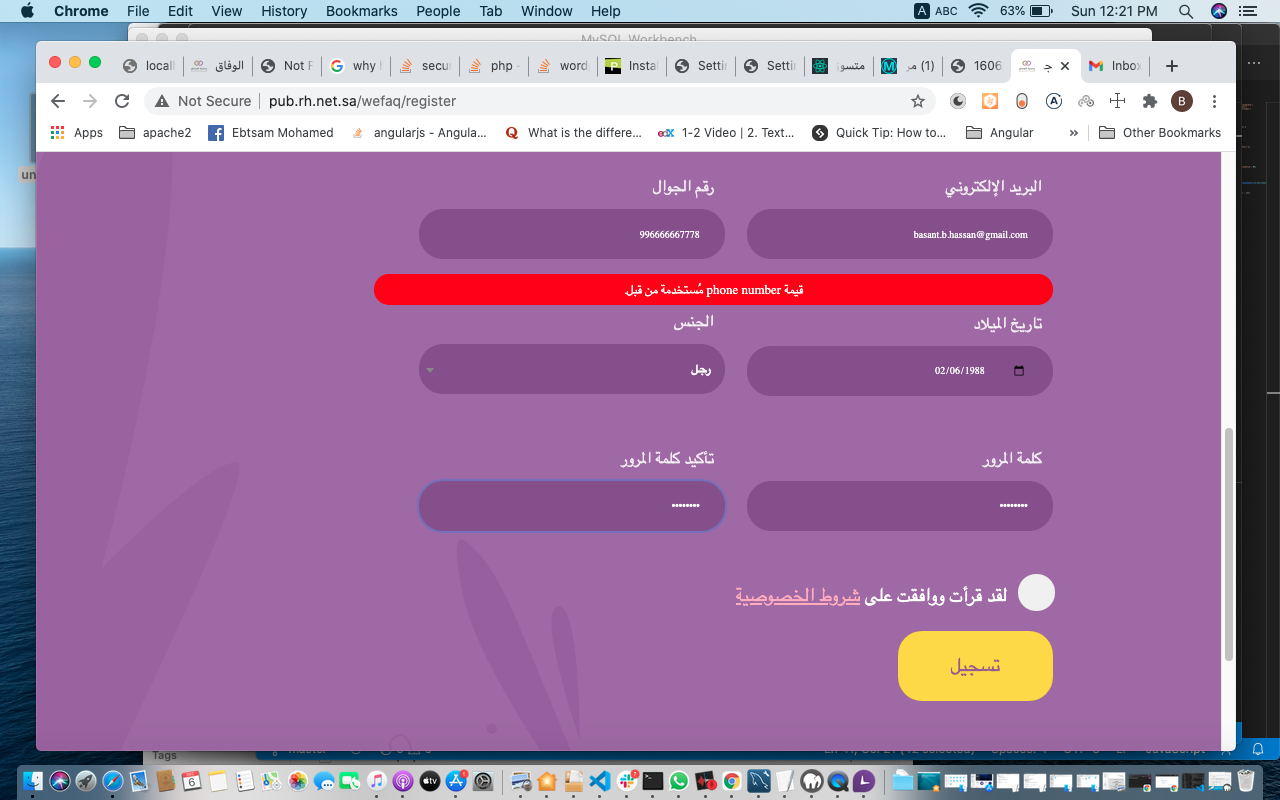 Chrome File Edit View History Bookmarks People Tab Window Help A ABC 63% Sun 12:21 PM
MySQL Workbench
locall الوفاق Not F why l secur php - word Instal Settin Settin متسو (1) مر 1606 ج Inbox
Not Secure pub.rh.net.sa/wefaq/register B
Apps apache2 Ebtsam Mohamed angularjs - Angula... What is the differe... edX 1-2 Video | 2. Text... Quick Tip: How to... Angular » Other Bookmarks
un
البريد الإلكتروني رقم الجوال
basant.b.hassan@gmail.com 996666667778
قيمة phone number مُستخدمة من قبل.
تاريخ الميلاد الجنس
02/06/1988 رجل
كلمة المرور تأكيد كلمة المرور
•••••••• ••••••••
لقد قرأت ووافقت على شروط الخصوصية
تسجيل
Tags